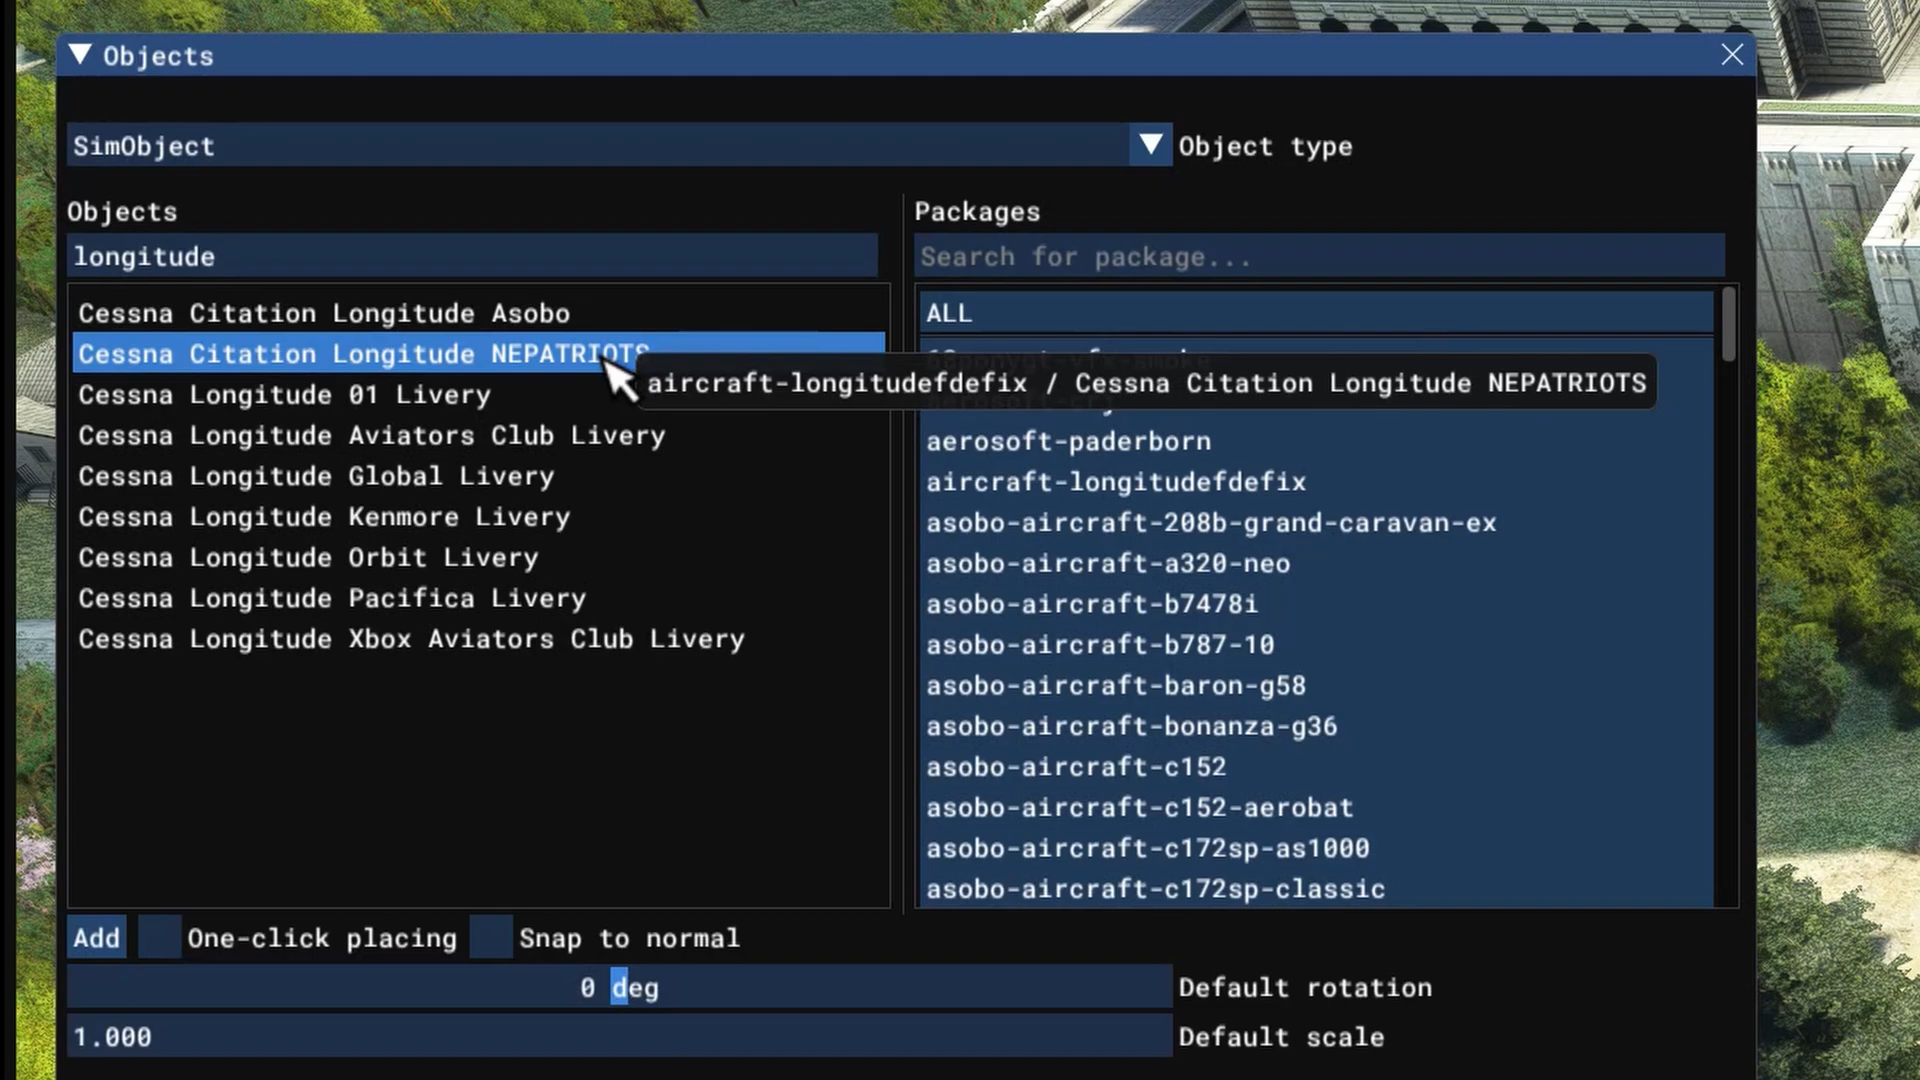 Objects
SimObject
Object type
Objects
Packages
longitude
Search for package...
Cessna Citation Longitude Asobo
ALL
Cessna Citation Longitude NEPATRIOTS
aircraft-longitudefdefix / Cessna Citation Longitude NEPATRIOTS
Cessna Longitude 01 Livery
Cessna Longitude Aviators Club Livery
aerosoft-paderborn
Cessna Longitude Global Livery
aircraft-longitudefdefix
Cessna Longitude Kenmore Livery
asobo-aircraft-208b-grand-caravan-ex
Cessna Longitude Orbit Livery
asobo-aircraft-a320-neo
Cessna Longitude Pacifica Livery
asobo-aircraft-b7478i
Cessna Longitude Xbox Aviators Club Livery
asobo-aircraft-b787-10
asobo-aircraft-baron-g58
asobo-aircraft-bonanza-g36
asobo-aircraft-c152
asobo-aircraft-c152-aerobat
asobo-aircraft-c172sp-as1000
asobo-aircraft-c172sp-classic
Add
One-click placing
Snap to normal
0 deg
Default rotation
1.000
Default scale